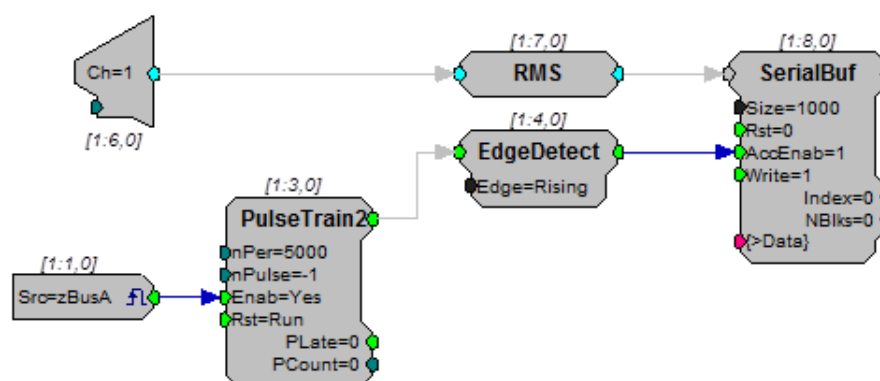 [1:7,0]
[1:8,0]
Ch=1
RMS
SerialBuf
[1:6,0]
[1:4,0]
Size=1000
Rst=0
EdgeDetect
AccEnab=1
Write=1
[1:3,0]
Edge=Rising
Index=0
PulseTrain2
NBlks=0
{>Data}
nPer=5000
[1:1,0]
nPulse=-1
Src=zBusA
Enab=Yes
Rst=Run
PLate=0
PCount=0